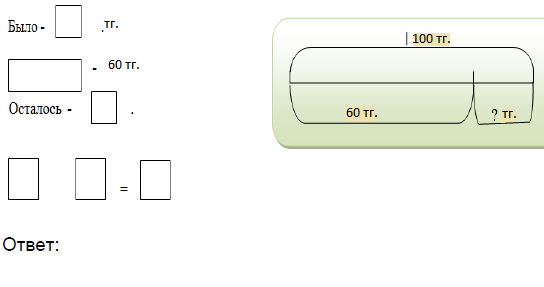 Было - .тг.
- 60 тг.
Осталось - .
=
Ответ:
100 тг.
60 тг.
? тг.